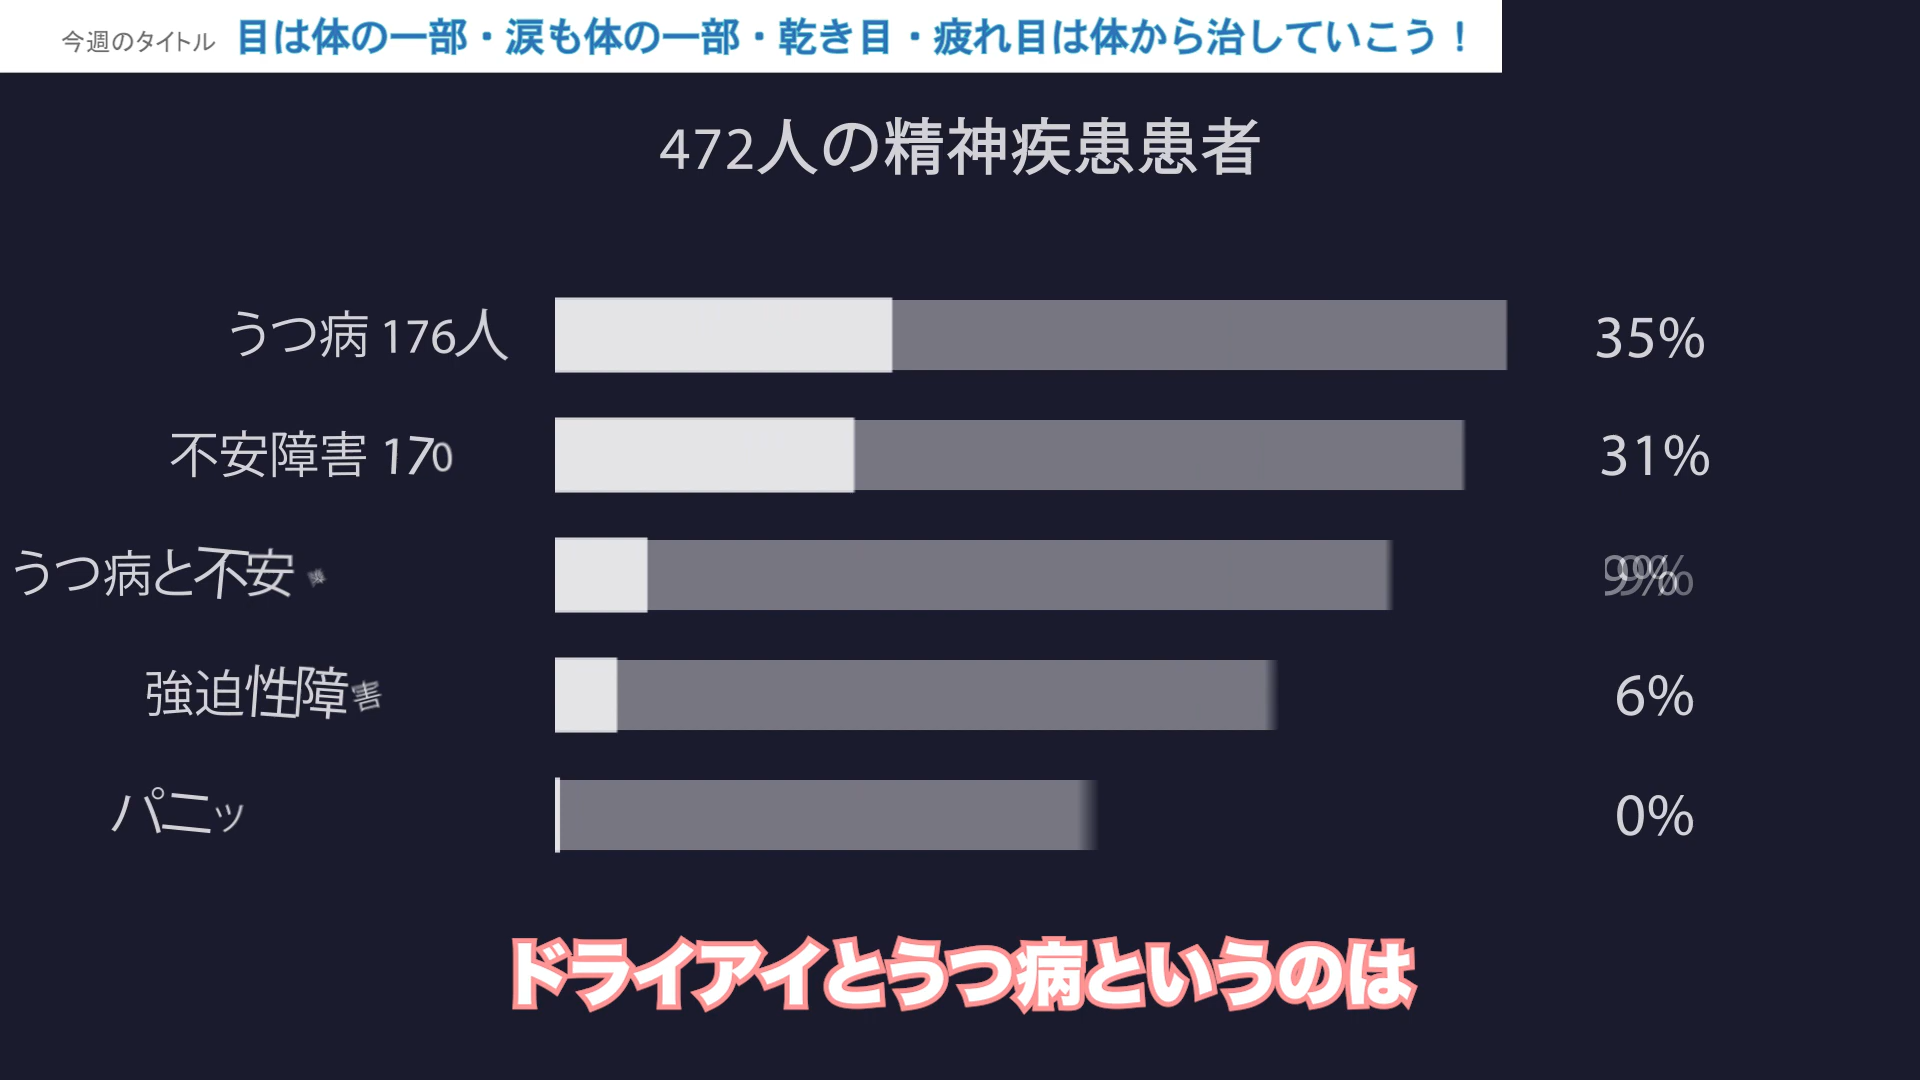 今週のタイトル 目は体の一部・涙も体の一部・乾き目・疲れ目は体から治していこう！
472人の精神疾患患者
うつ病 176人 35%
不安障害 170 31%
うつ病と不安障 9%
強迫性障害 6%
パニッ 0%
ドライアイとうつ病というのは